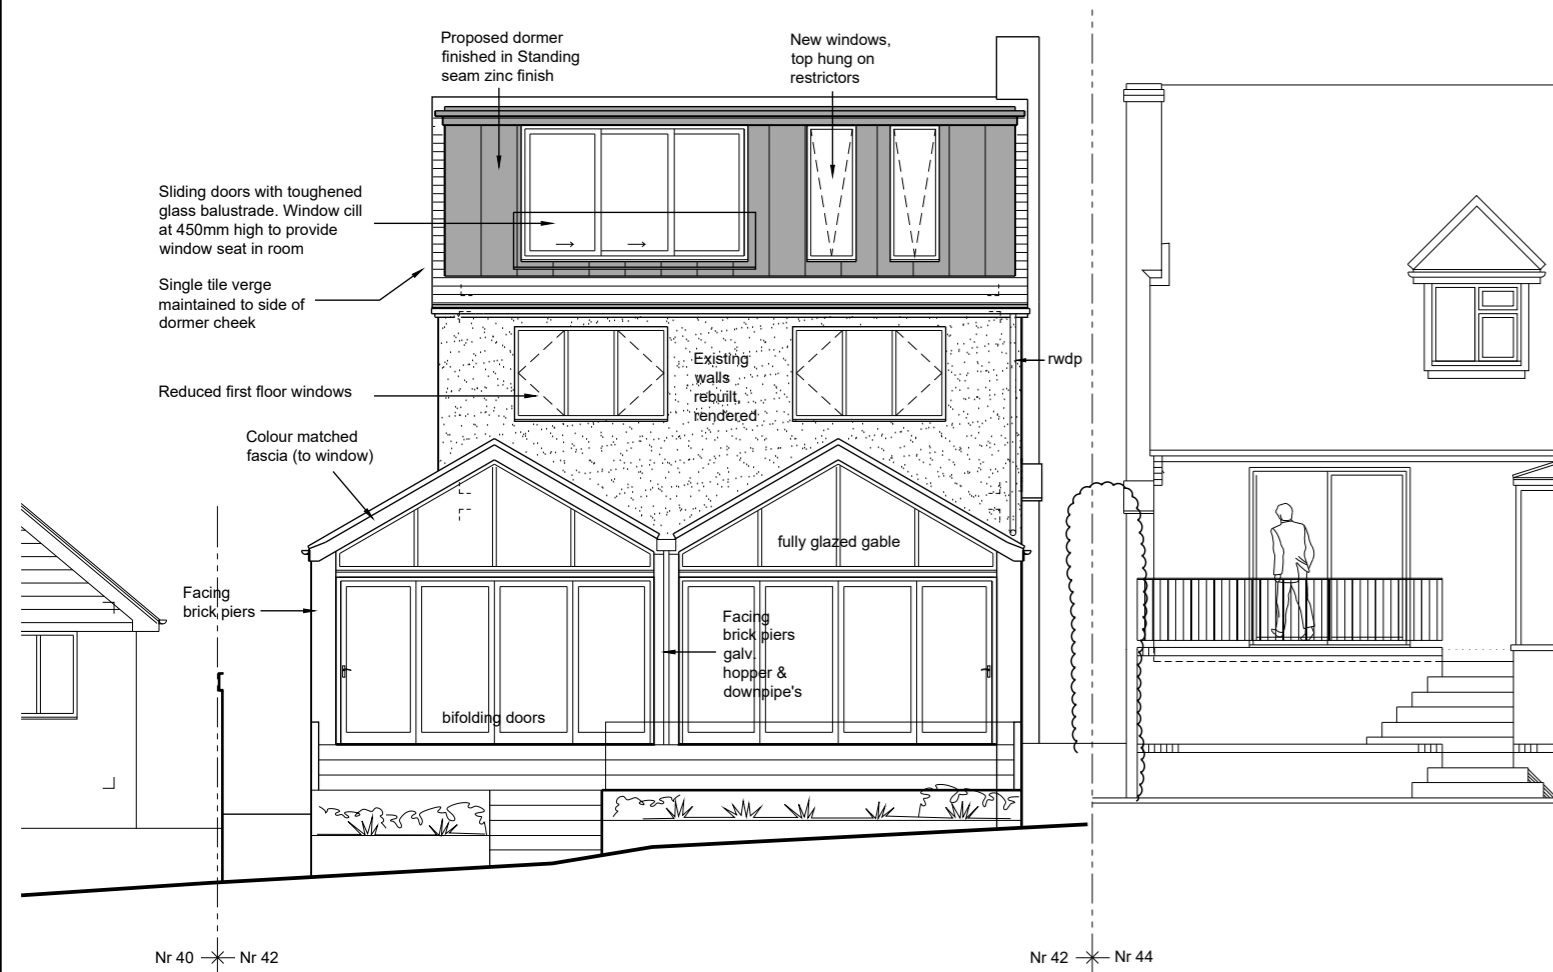 Proposed dormer
finished in Standing
seam zinc finish
New windows,
top hung on
restrictors
Sliding doors with toughened
glass balustrade. Window cill
at 450mm high to provide
window seat in room
Single tile verge
maintained to side of
dormer cheek
Existing
walls
rebuilt,
rendered
rwdp
Reduced first floor windows
Colour matched
fascia (to window)
fully glazed gable
Facing
brick piers
Facing
brick piers
galv.
hopper &
downpipe's
bifolding doors
Nr 40
Nr 42
Nr 42
Nr 44